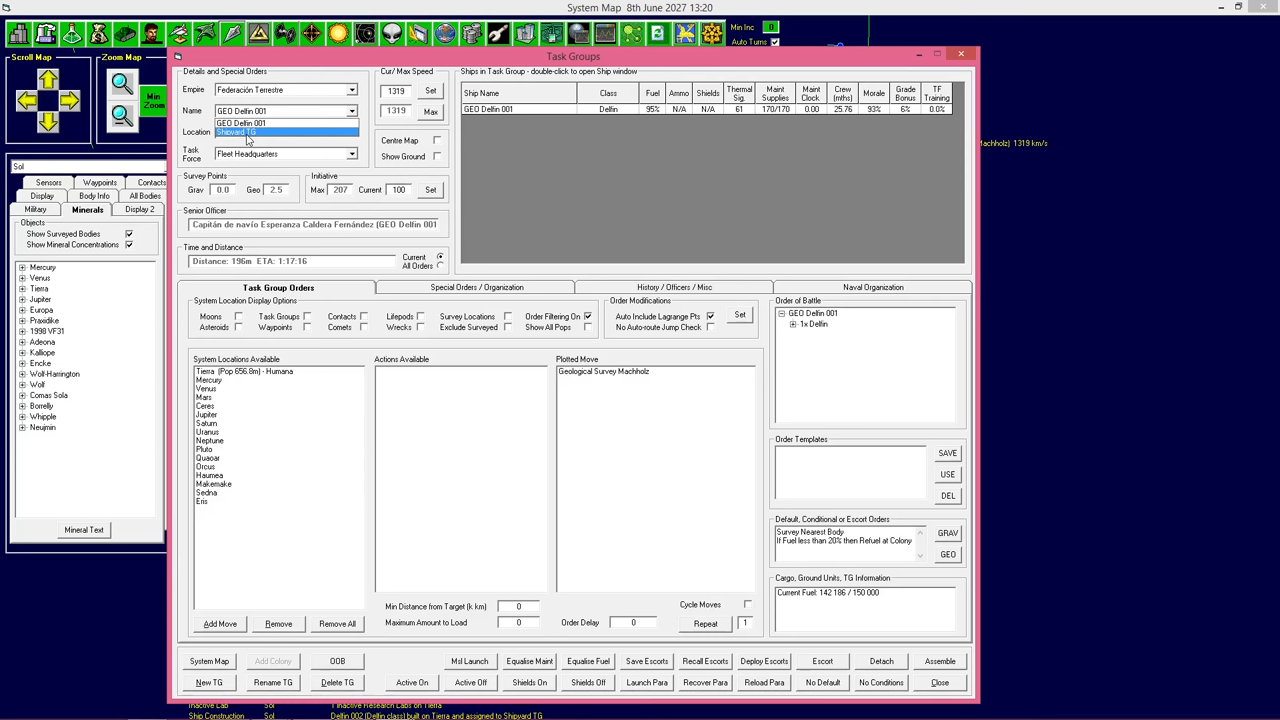 System Map 8th June 2027 13:20
Min Inc 0
Auto Turns
Scroll Map
Zoom Map
Min Zoom
Sol
Sensors Waypoints Contacts
Display Body Info All Bodies
Military Minerals Display 2
Objects
Show Surveyed Bodies
Show Mineral Concentrations
Mercury
Venus
Tierra
Jupiter
Europa
Praxidike
1998 VF31
Adeona
Kalliope
Encke
Wolf-Harrington
Wolf
Comas Sola
Borrelly
Whipple
Neujmin
Mineral Text
Machholz) 1319 km/s
Task Groups
Details and Special Orders
Empire Federación Terrestre
Name GEO Delfin 001
GEO Delfin 001
Location Shipyard TG
Task Force Fleet Headquarters
Cur/ Max Speed
1319 Set
1319 Max
Centre Map
Show Ground
Survey Points
Grav 0.0 Geo 2.5
Initiative
Max 207 Current 100 Set
Senior Officer
Capitán de navío Esperanza Caldera Fernández (GEO Delfin 001
Time and Distance
Distance: 196m ETA: 1:17:16
Current
All Orders
Ships in Task Group - double-click to open Ship window
Ship Name Class Fuel Ammo Shields Thermal Sig. Maint Supplies Maint Clock Crew (mths) Morale Grade Bonus TF Training
GEO Delfin 001 Delfin 95% N/A N/A 61 170/170 0.00 25.76 93% 6% 0.0%
Task Group Orders Special Orders / Organization History / Officers / Misc Naval Organization
System Location Display Options
Moons Task Groups Contacts Lifepods Survey Locations Order Filtering On
Asteroids Waypoints Comets Wrecks Exclude Surveyed Show All Pops
Order Modifications
Auto Include Lagrange Pts
No Auto-route Jump Check
Set
System Locations Available
Tierra (Pop 656.8m) - Humana
Mercury
Venus
Mars
Ceres
Jupiter
Saturn
Uranus
Neptune
Pluto
Quaoar
Orcus
Haumea
Makemake
Sedna
Eris
Actions Available
Plotted Move
Geological Survey Machholz
Min Distance from Target (k km) 0
Maximum Amount to Load 0
Order Delay 0
Cycle Moves
Repeat 1
Add Move Remove Remove All
Order of Battle
GEO Delfin 001
1x Delfin
Order Templates
SAVE
USE
DEL
Default, Conditional or Escort Orders
Survey Nearest Body
If Fuel less than 20% then Refuel at Colony
GRAV
GEO
Cargo, Ground Units, TG Information
Current Fuel: 142 186 / 150 000
System Map Add Colony OOB Msl Launch Equalise Maint Equalise Fuel Save Escorts Recall Escorts Deploy Escorts Escort Detach Assemble
New TG Rename TG Delete TG Active On Active Off Shields On Shields Off Launch Para Recover Para Reload Para No Default No Conditions Close
Inactive Lab Sol 1 Inactive Research Labs on Tierra
Ship Construction Sol Delfin 002 (Delfin class) built on Tierra and assigned to Shipyard TG